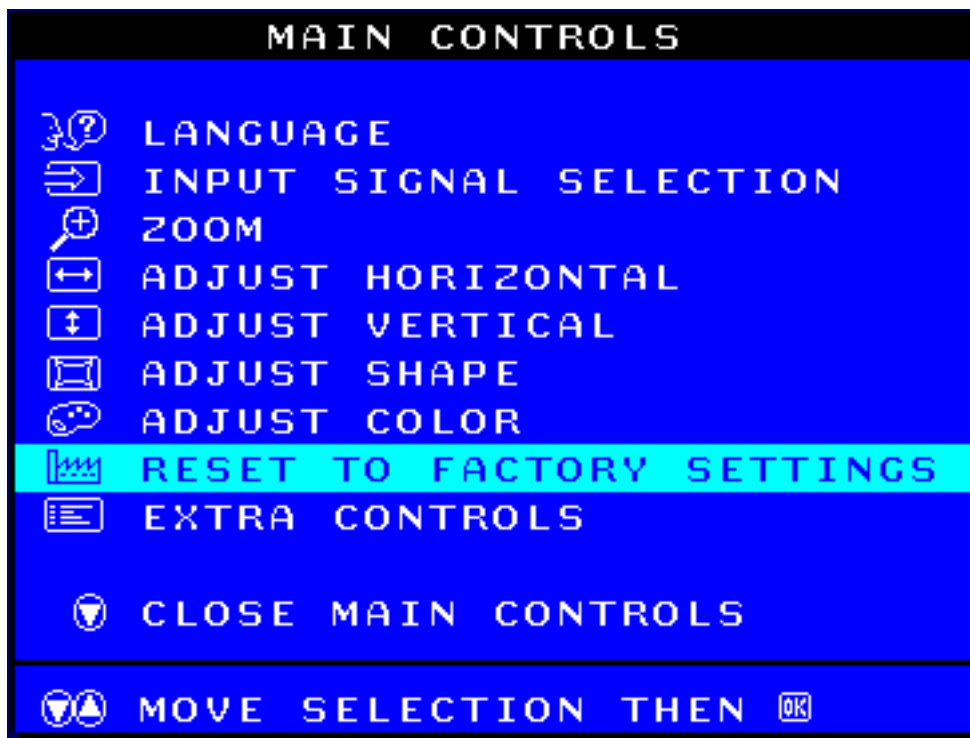 MAIN CONTROLS
LANGUAGE
INPUT SIGNAL SELECTION
ZOOM
ADJUST HORIZONTAL
ADJUST VERTICAL
ADJUST SHAPE
ADJUST COLOR
RESET TO FACTORY SETTINGS
EXTRA CONTROLS
CLOSE MAIN CONTROLS
MOVE SELECTION THEN OK